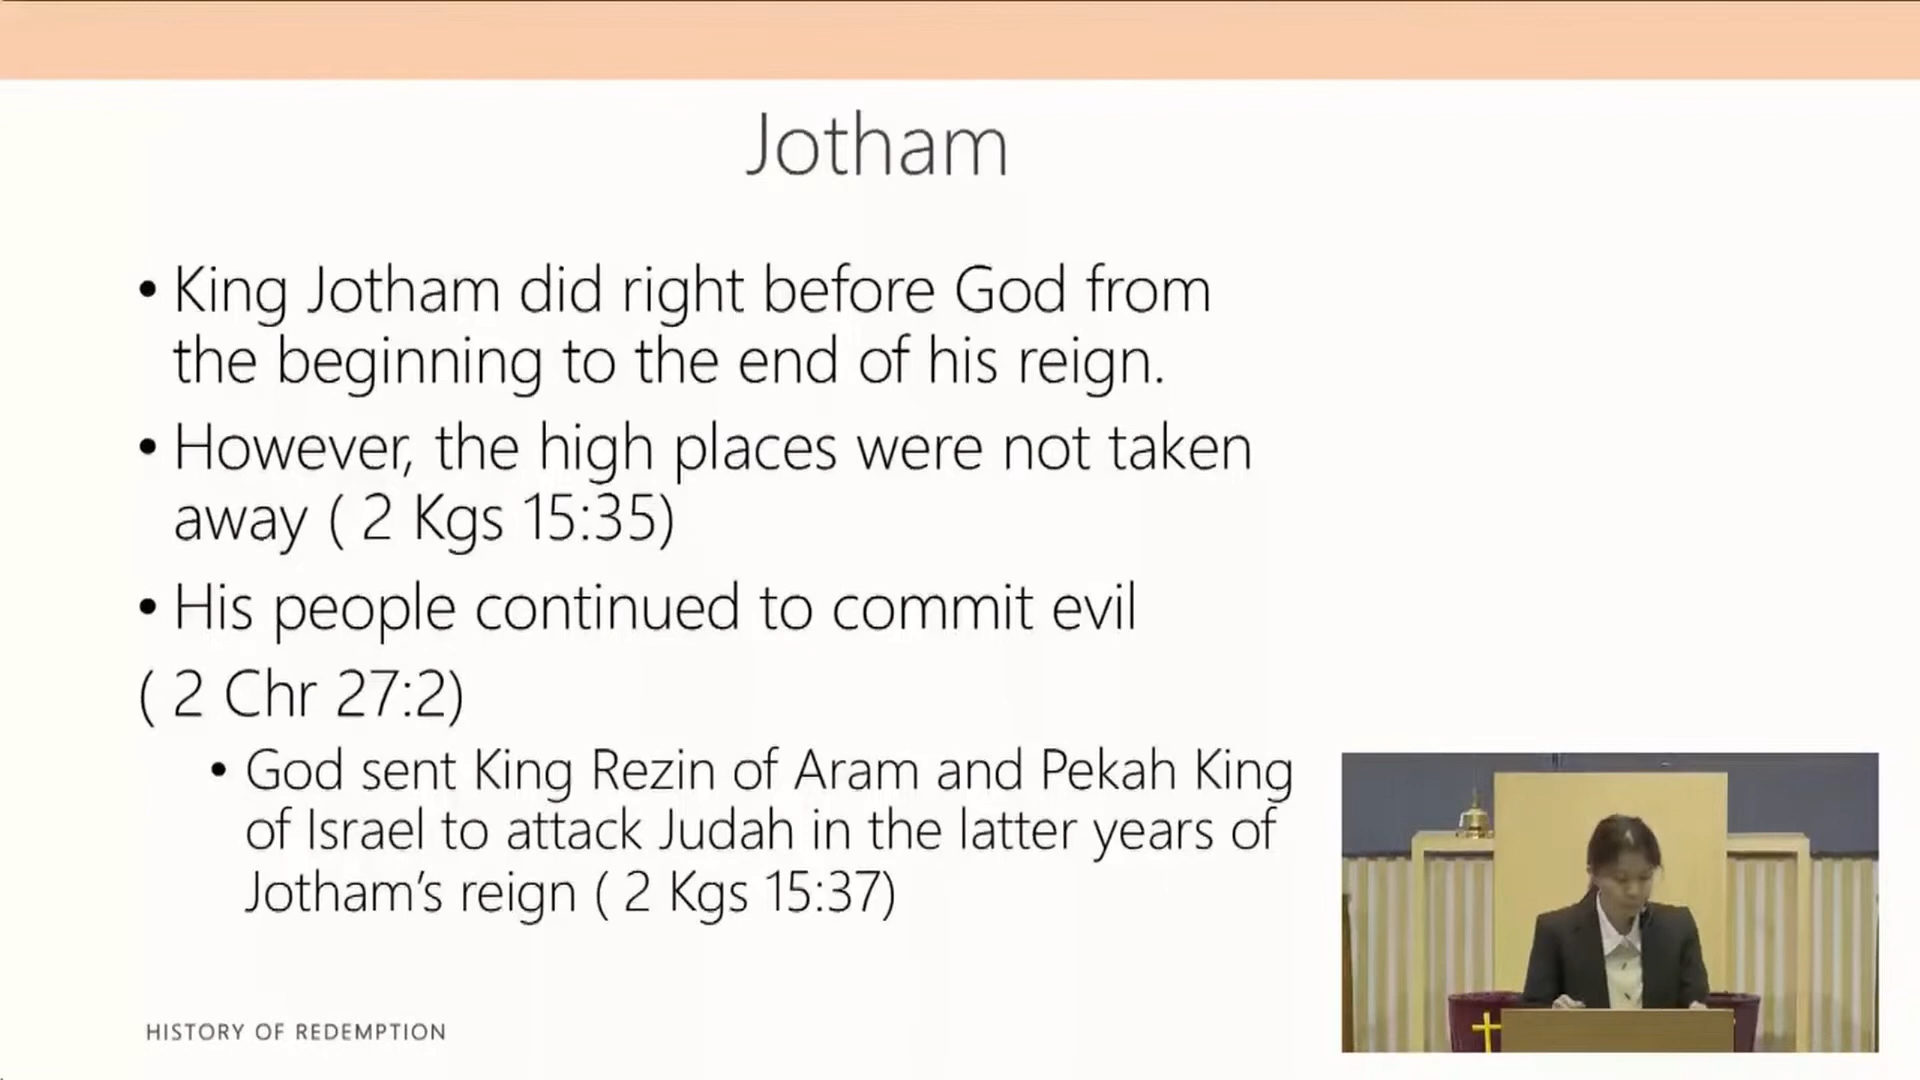 Jotham
• King Jotham did right before God from
the beginning to the end of his reign.
• However, the high places were not taken
away ( 2 Kgs 15:35)
• His people continued to commit evil
( 2 Chr 27:2)
• God sent King Rezin of Aram and Pekah King
of Israel to attack Judah in the latter years of
Jotham’s reign ( 2 Kgs 15:37)
HISTORY OF REDEMPTION